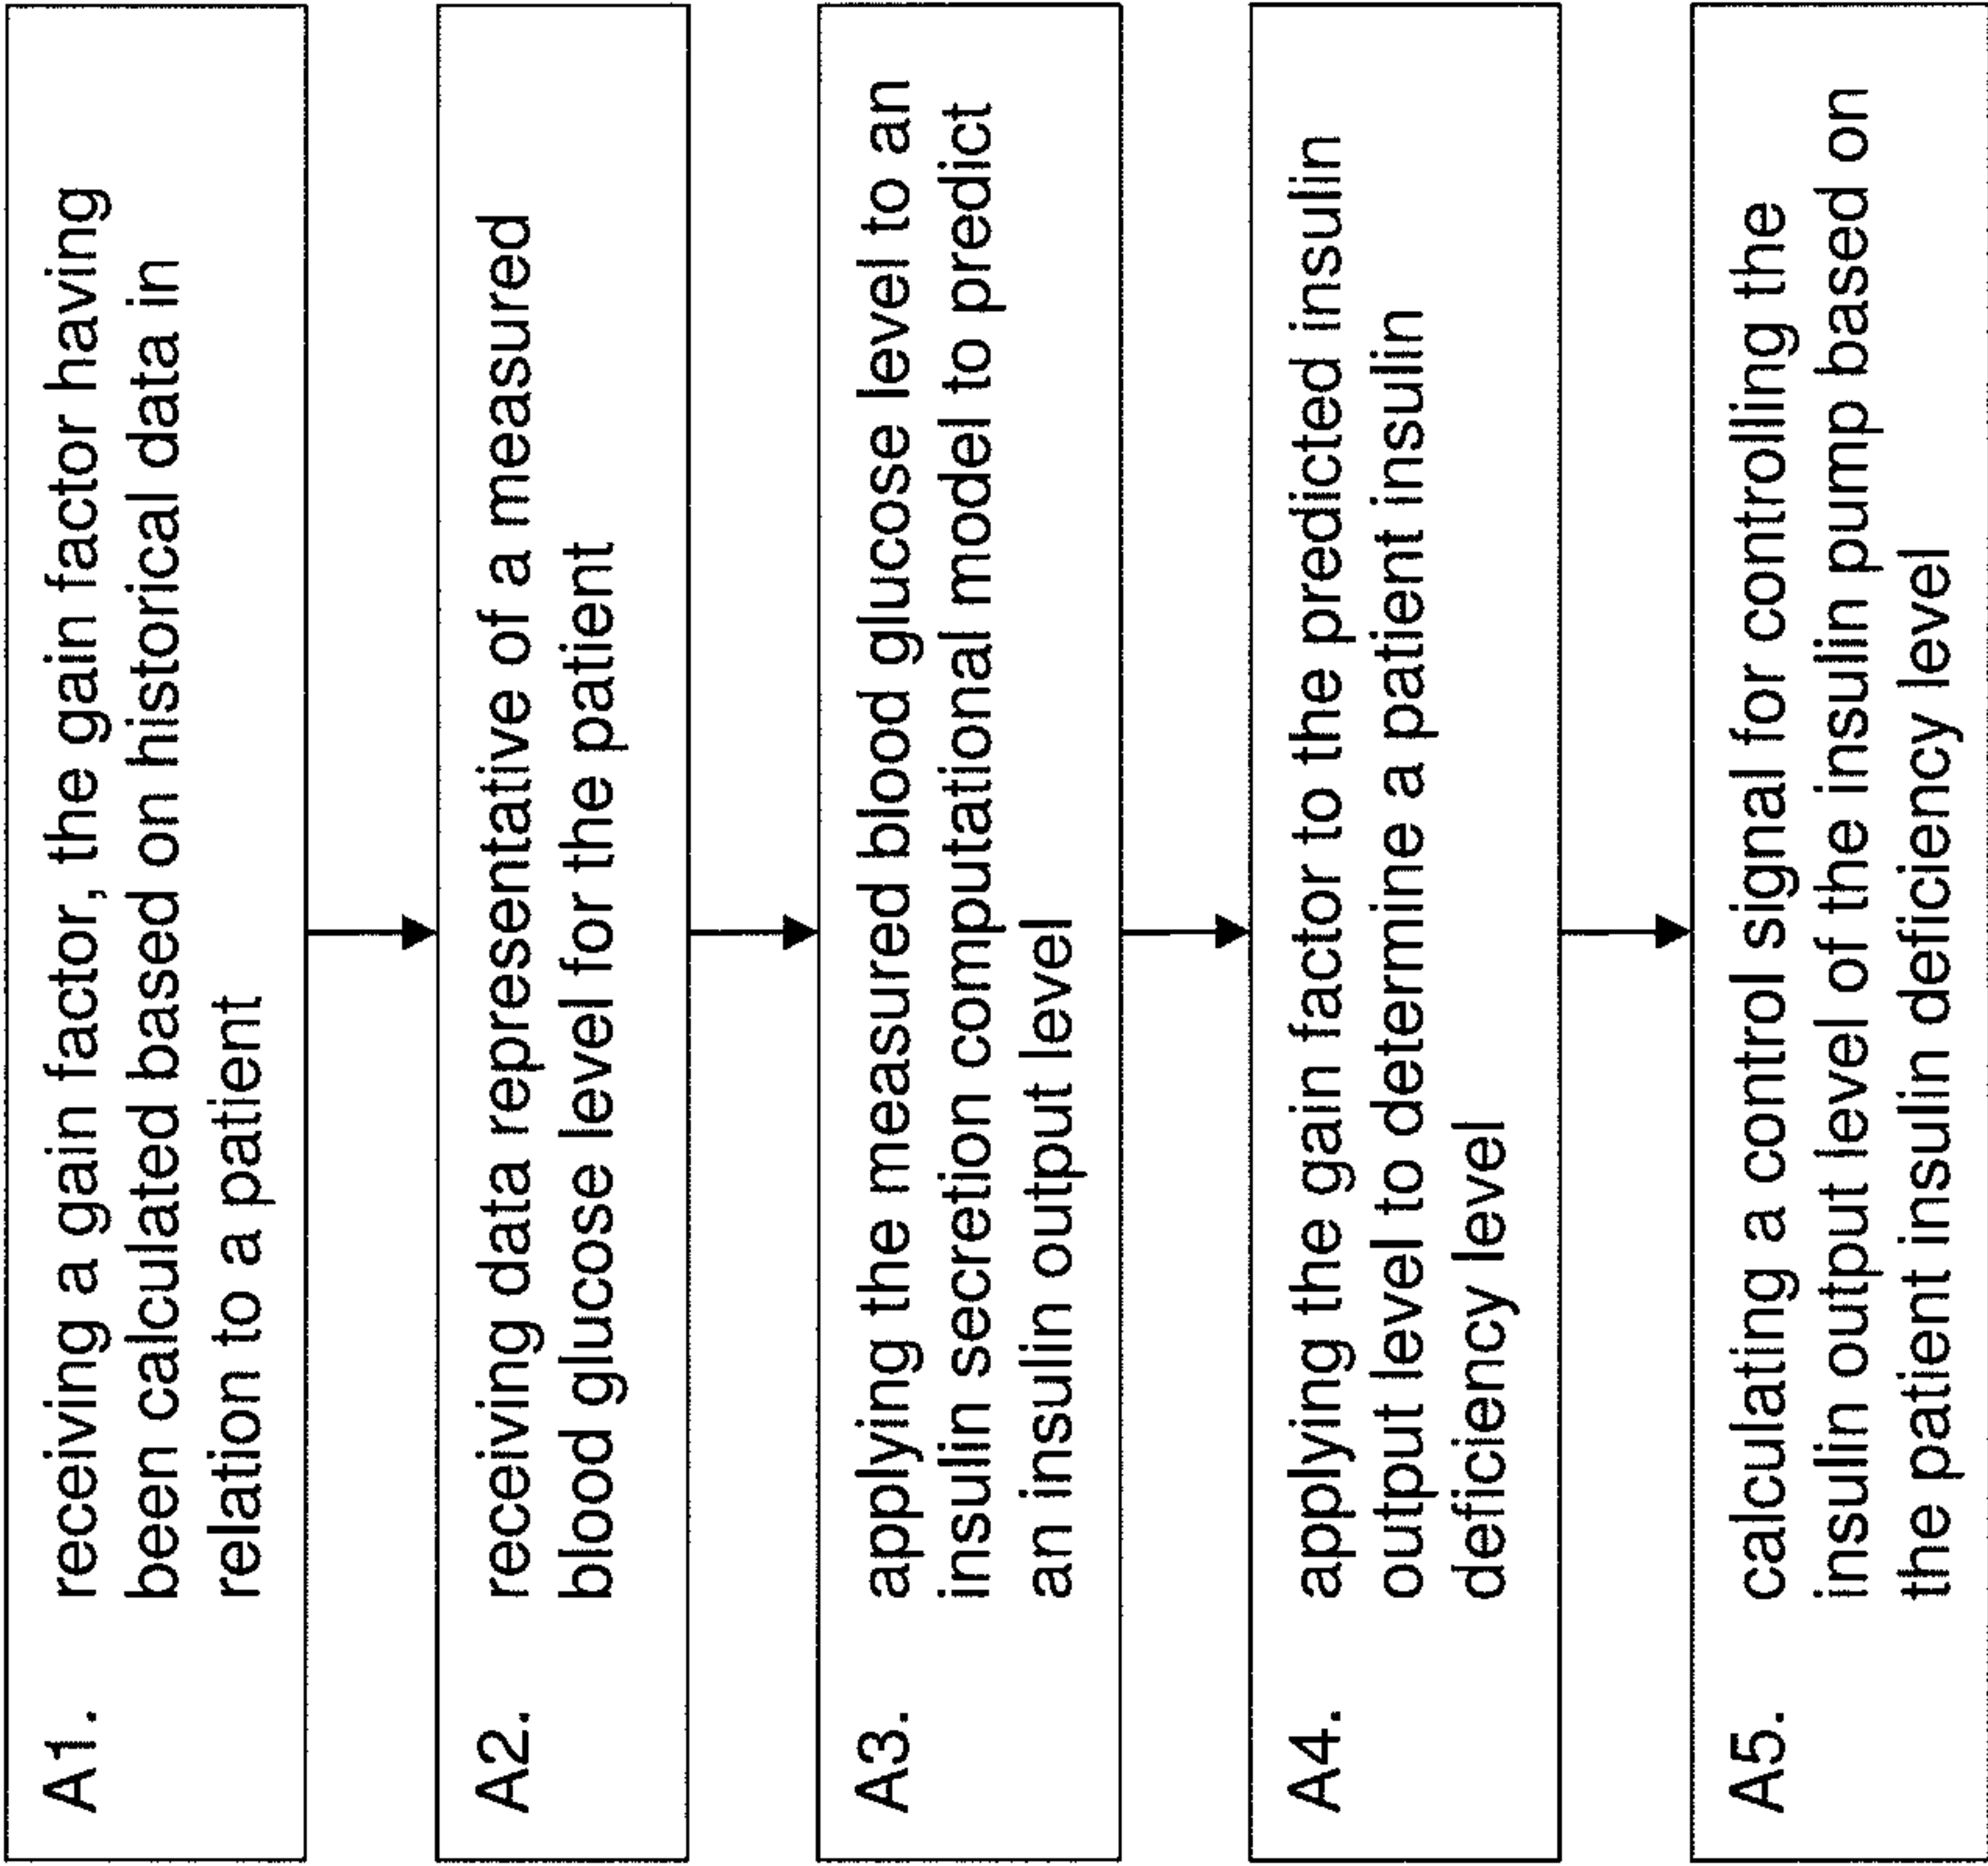 A1. receiving a gain factor, the gain factor having
been calculated based on historical data in
relation to a patient
A2. receiving data representative of a measured
blood glucose level for the patient
A3. applying the measured blood glucose level to an
insulin secretion computational model to predict
an insulin output level
A4. applying the gain factor to the predicted insulin
output level to determine a patient insulin
deficiency level
A5. calculating a control signal for controlling the
insulin output level of the insulin pump based on
the patient insulin deficiency level